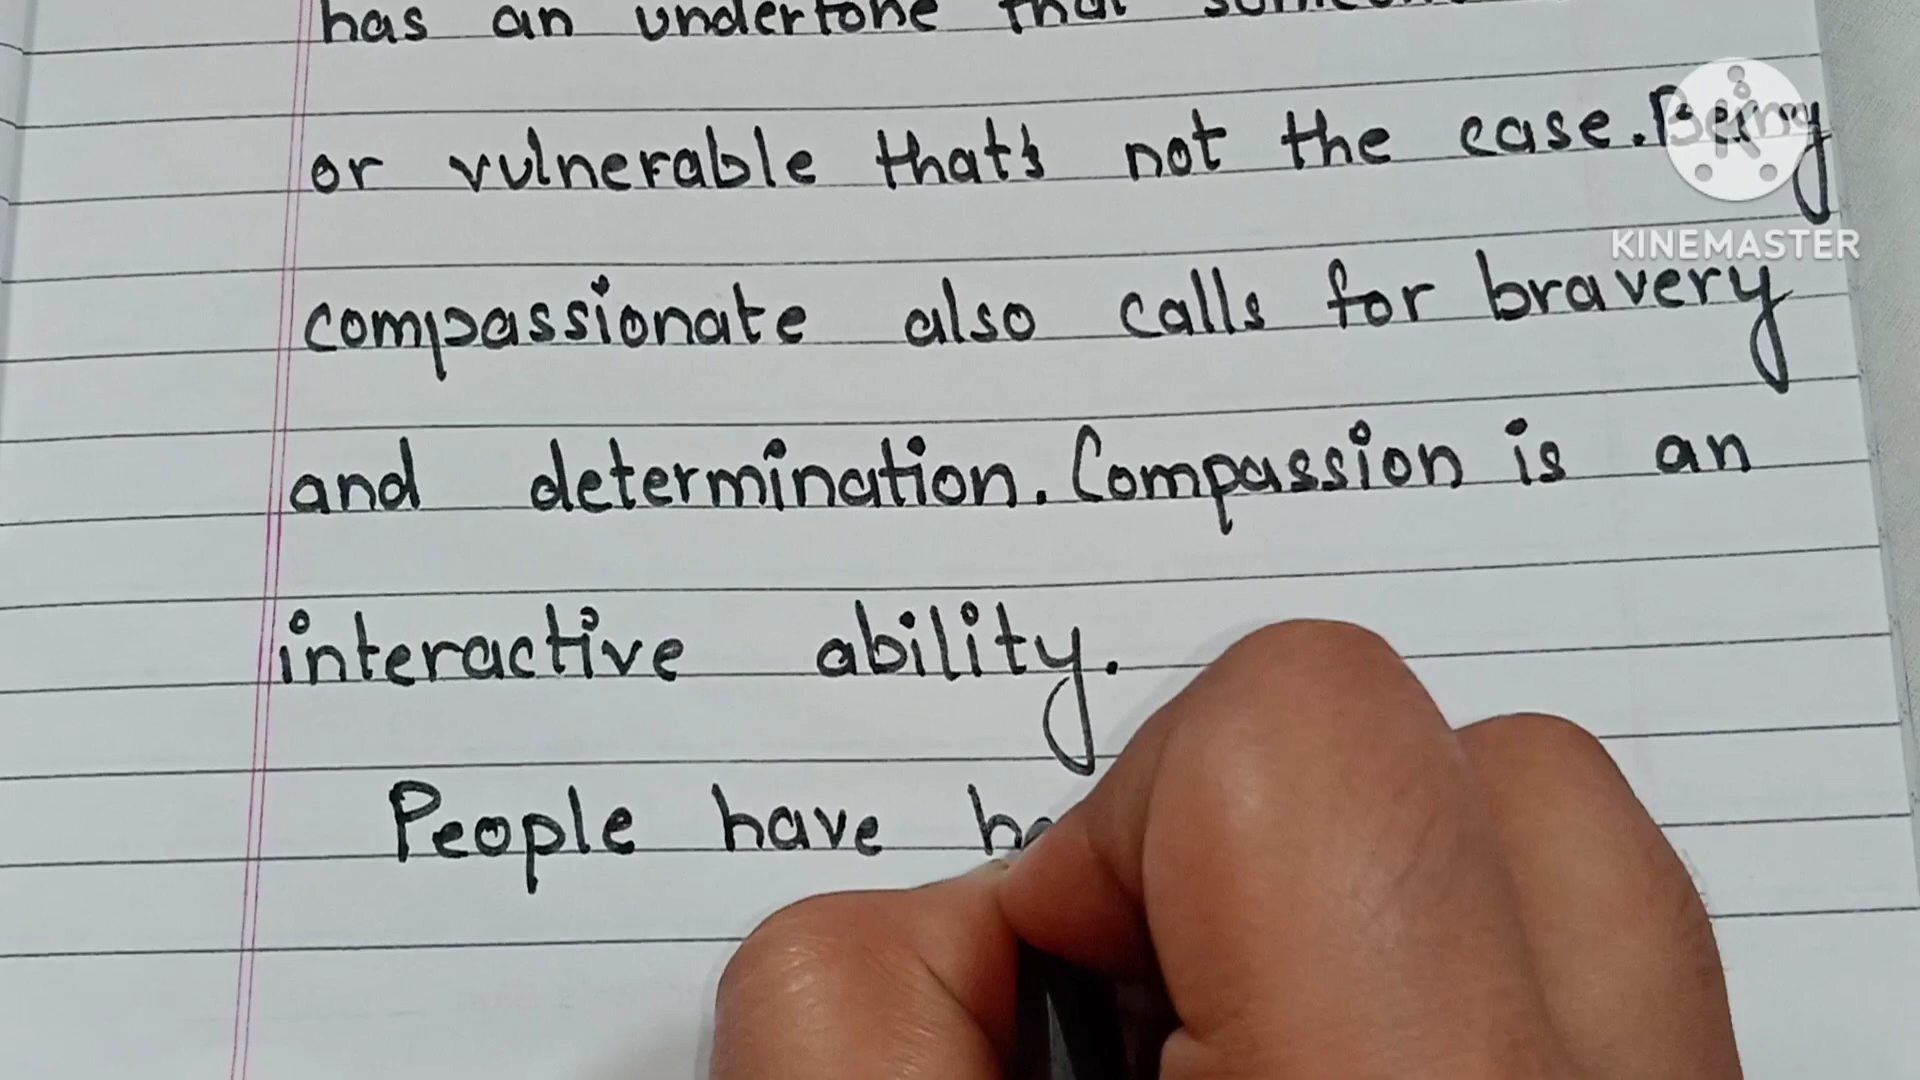 has an undertone that
or vulnerable that's not the case. Being
compassionate also calls for bravery
and determination. Compassion is an
interactive ability.
People have
KINEMASTER